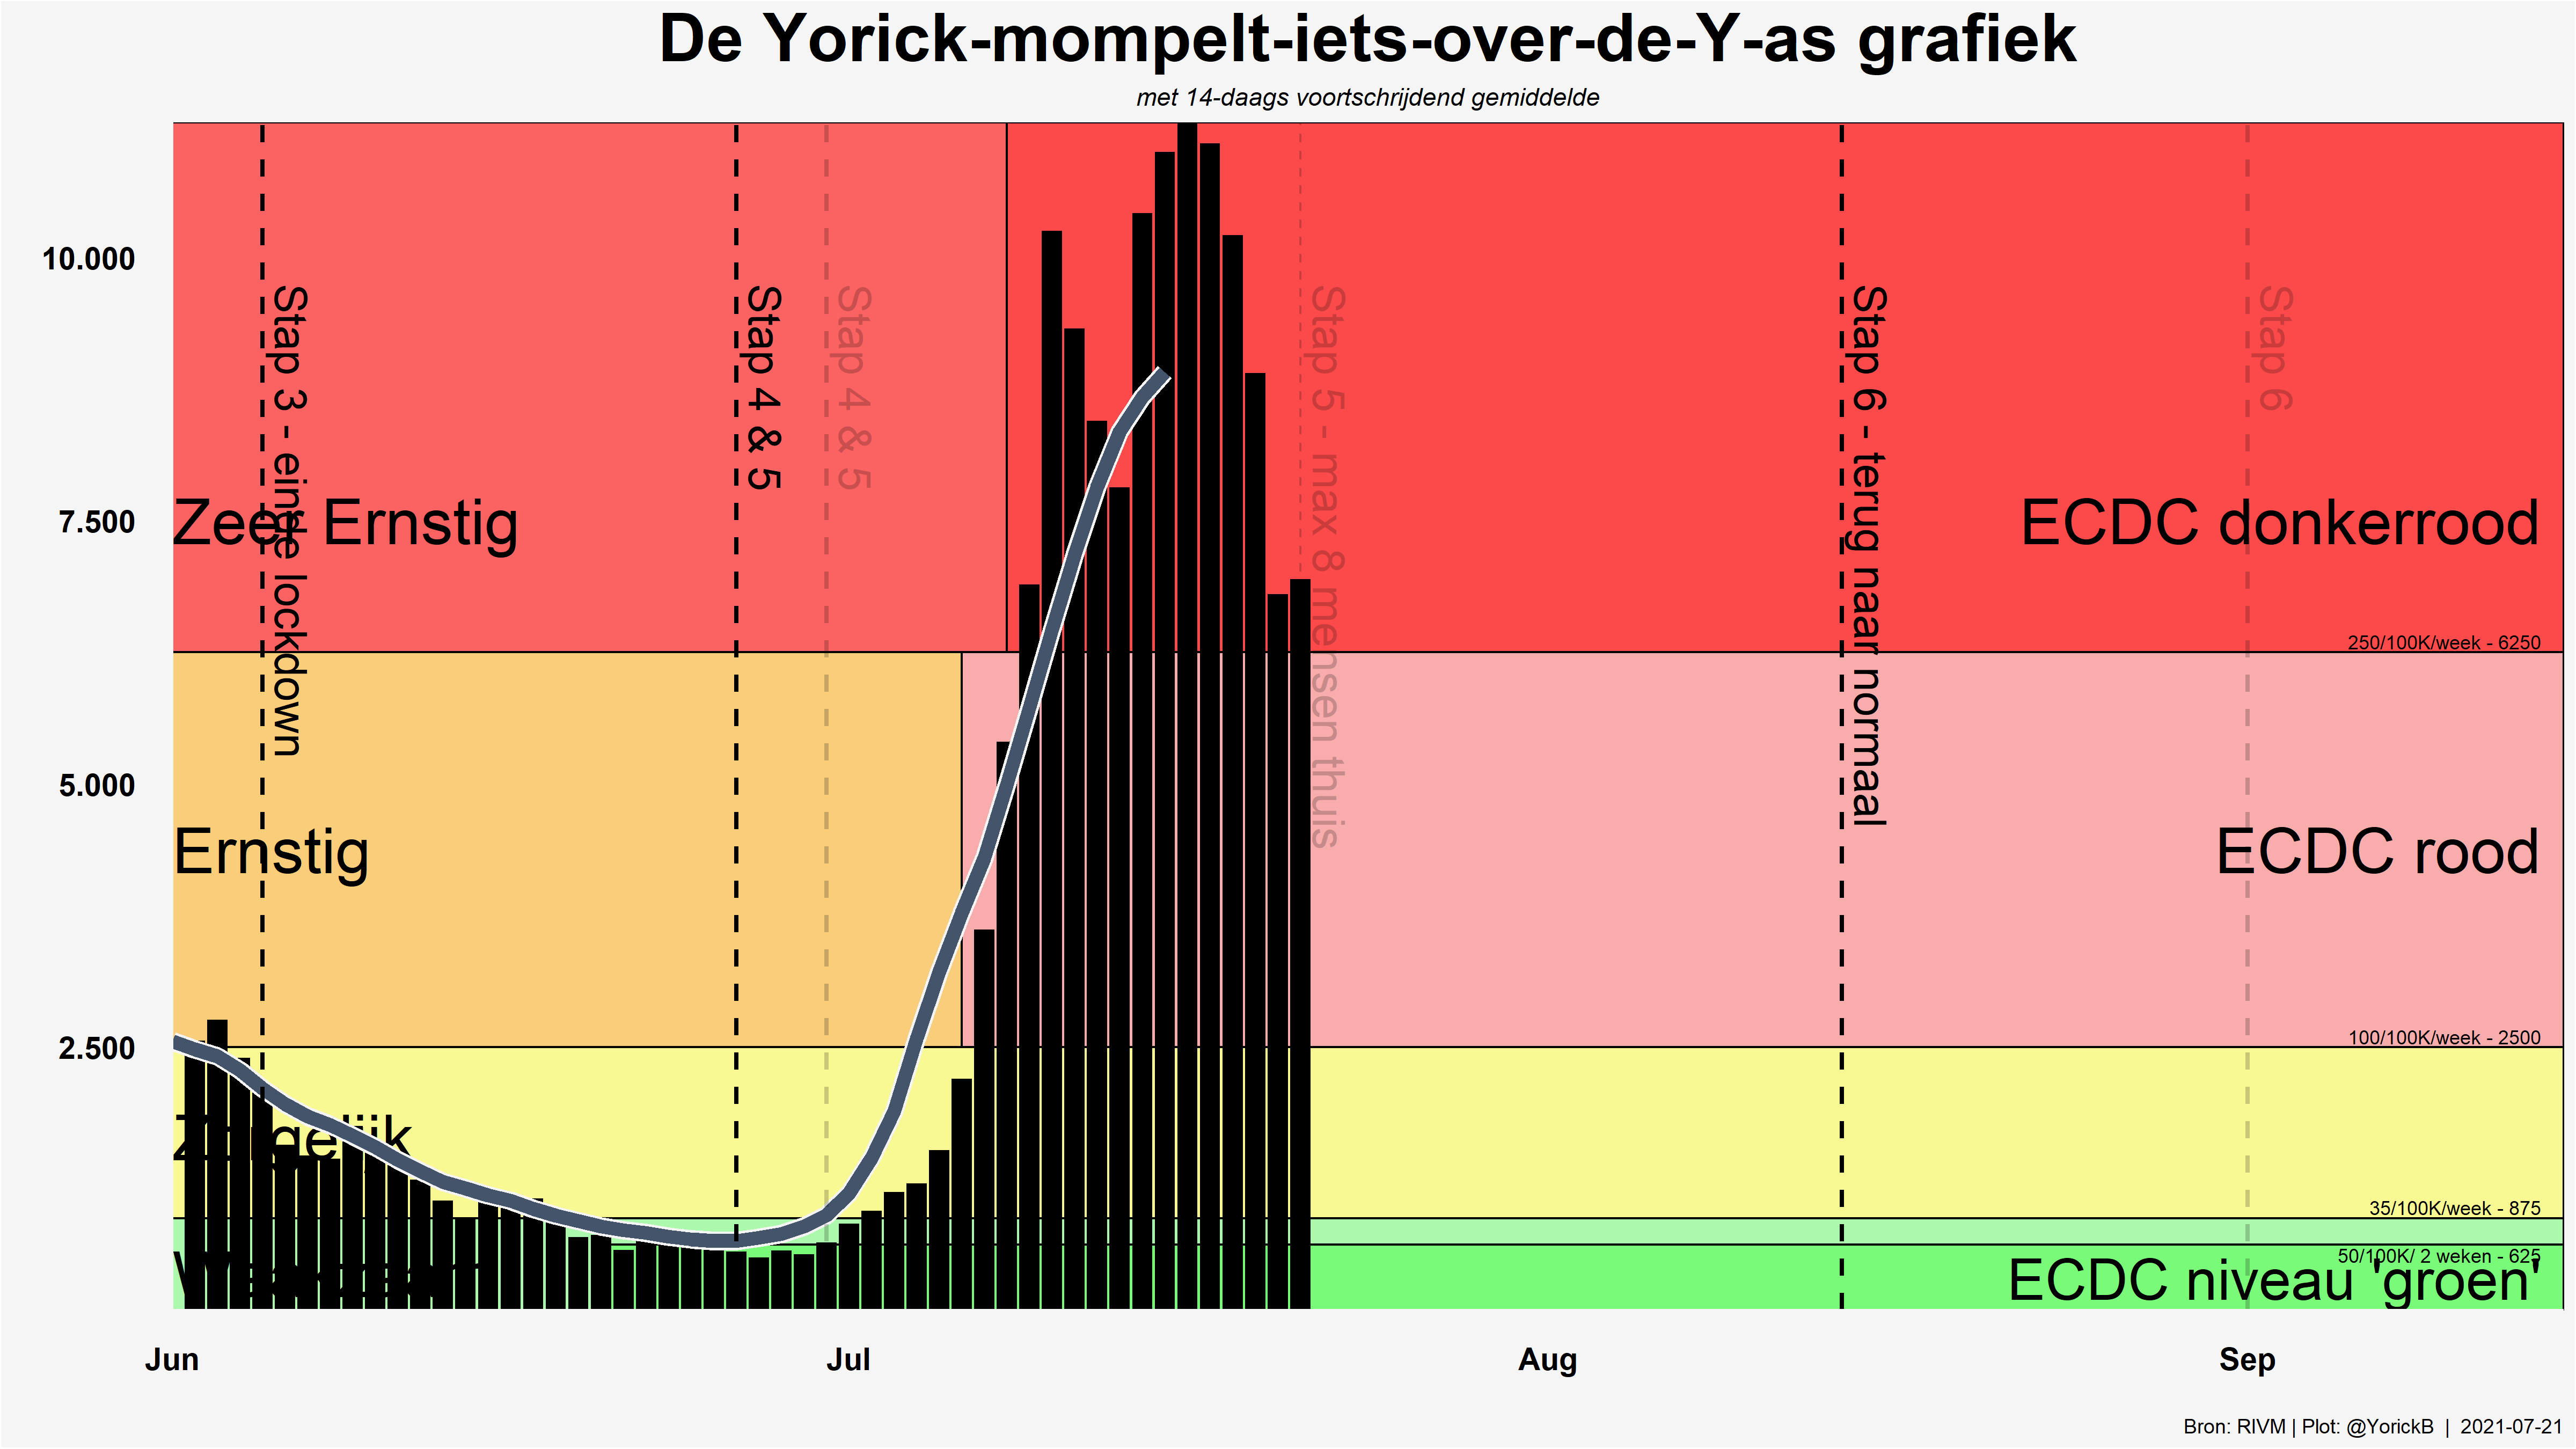 De Yorick-mompelt-iets-over-de-Y-as grafiek
met 14-daags voortschrijdend gemiddelde
10.000
7.500
5.000
2.500
Stap 3 - einde lockdown
Stap 4 & 5
Stap 4 & 5
Stap 5 - max 8 mensen thuis
Stap 6 - terug naar normaal
Stap 6
Zeer Ernstig
ECDC donkerrood
250/100K/week - 6250
Ernstig
ECDC rood
100/100K/week - 2500
Zorgelijk
35/100K/week - 875
50/100K/ 2 weken - 625
ECDC niveau 'groen'
Jun
Jul
Aug
Sep
Bron: RIVM | Plot: @YorickB | 2021-07-21